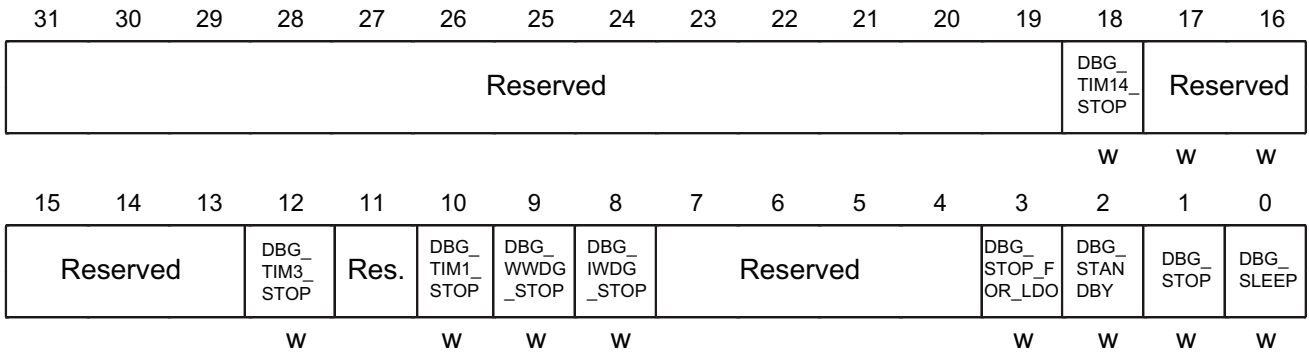 31 30 29 28 27 26 25 24 23 22 21 20 19 18 17 16
Reserved
DBG_
TIM14_
STOP
Reserved
w w w
15 14 13 12 11 10 9 8 7 6 5 4 3 2 1 0
Reserved
DBG_
TIM3_
STOP
Res.
DBG_
TIM1_
STOP
DBG_
WWDG
_STOP
DBG_
IWDG
_STOP
Reserved
DBG_
STOP_F
OR_LDO
DBG_
STAN
DBY
DBG_
STOP
DBG_
SLEEP
w w w w w w w w